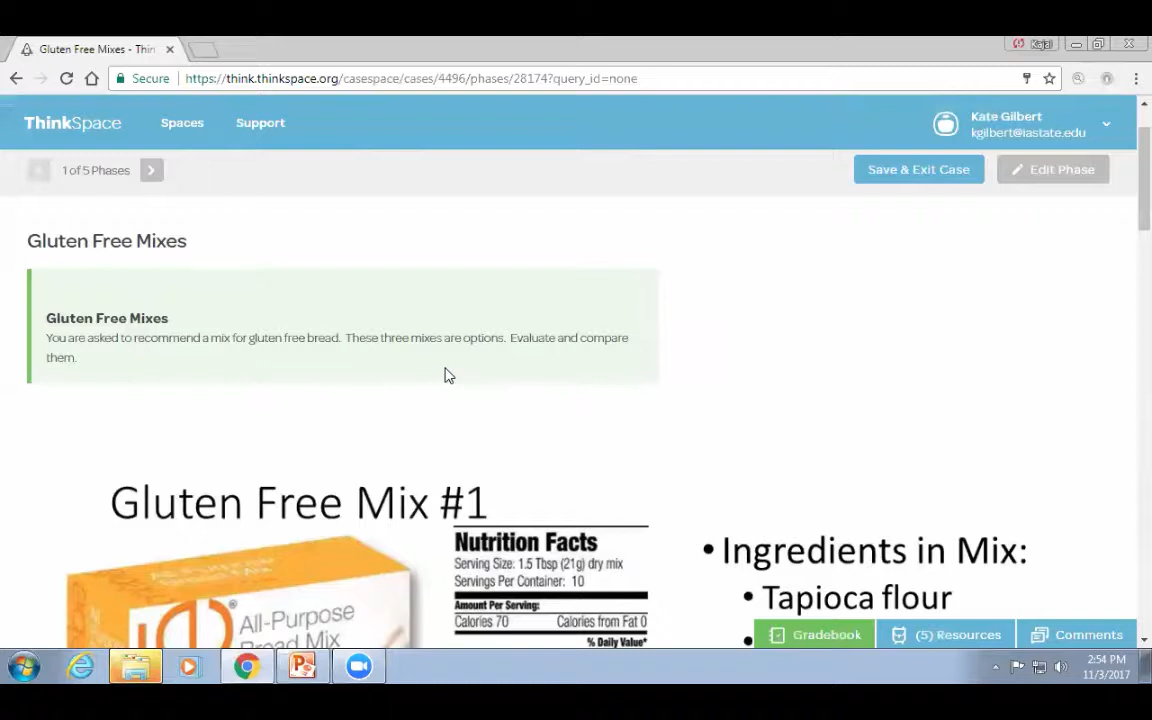 Gluten Free Mixes - Thin
Kajal
Secure
https://think.thinkspace.org/casespace/cases/4496/phases/28174?query_id=none
ThinkSpace
Spaces
Support
Kate Gilbert
kgilbert@iastate.edu
1 of 5 Phases
Save & Exit Case
Edit Phase
Gluten Free Mixes
Gluten Free Mixes
You are asked to recommend a mix for gluten free bread. These three mixes are options. Evaluate and compare
them.
Gluten Free Mix #1
All-Purpose
Bread Mix
Nutrition Facts
Serving Size: 1.5 Tbsp (21g) dry mix
Servings Per Container: 10
Amount Per Serving:
Calories 70 Calories from Fat 0
% Daily Value*
• Ingredients in Mix:
• Tapioca flour
•
Gradebook
(5) Resources
Comments
2:54 PM
11/3/2017